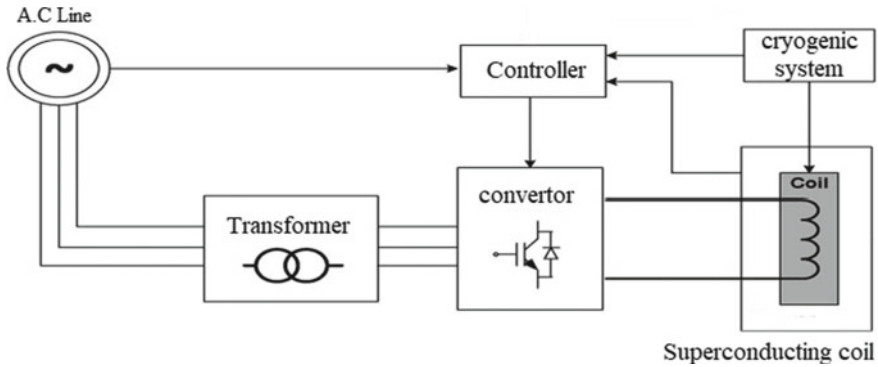 A.C Line
~
Controller
cryogenic
system
Transformer
convertor
Coil
Superconducting coil